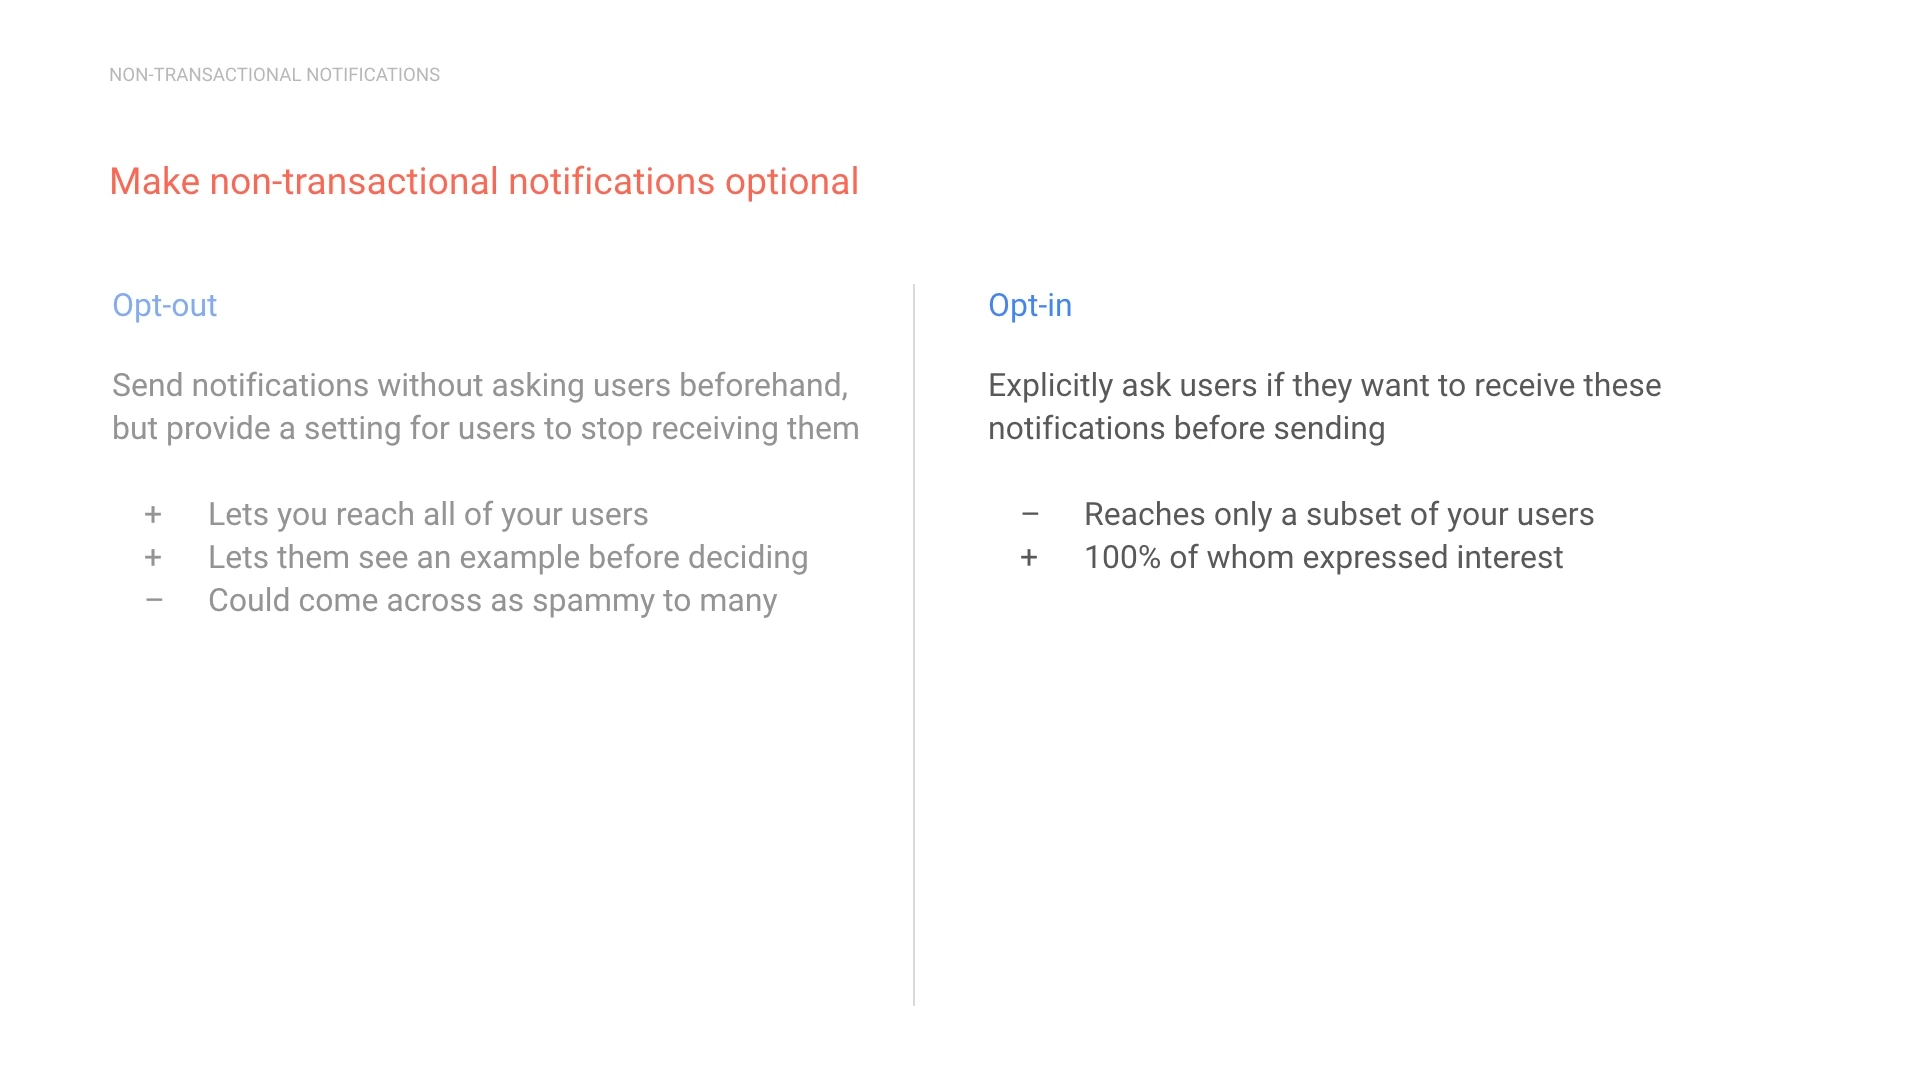 NON-TRANSACTIONAL NOTIFICATIONS
Make non-transactional notifications optional
Opt-out
Send notifications without asking users beforehand,
but provide a setting for users to stop receiving them
+ Lets you reach all of your users
+ Lets them see an example before deciding
– Could come across as spammy to many
Opt-in
Explicitly ask users if they want to receive these
notifications before sending
– Reaches only a subset of your users
+ 100% of whom expressed interest